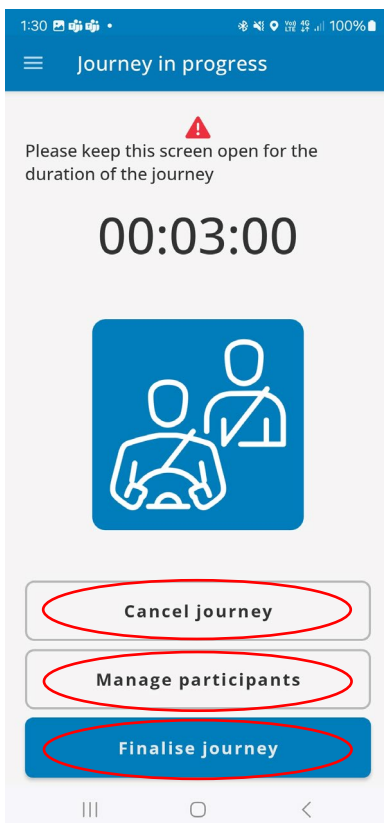 1:30 100%
Journey in progress
Please keep this screen open for the
duration of the journey
00:03:00
Cancel journey
Manage participants
Finalise journey